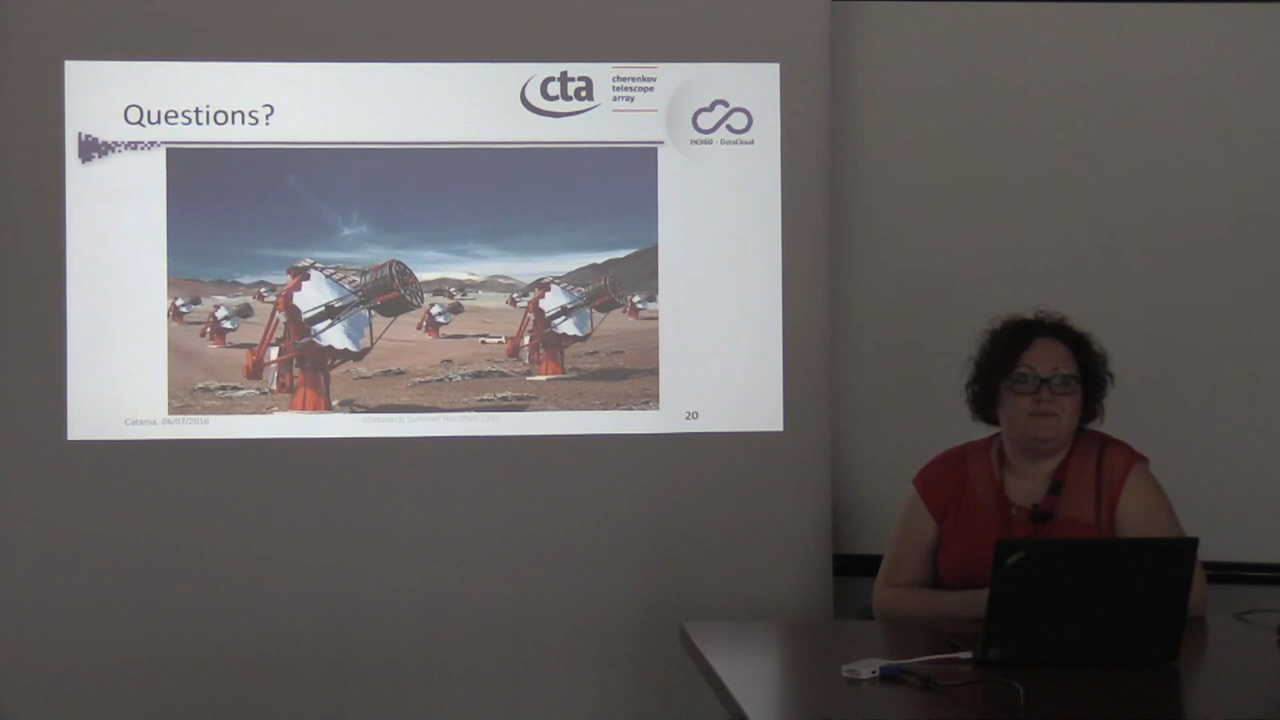 Questions?
cta
cherenkov
telescope
array
INDIGO - DataCloud
Catania, 06/07/2016
20